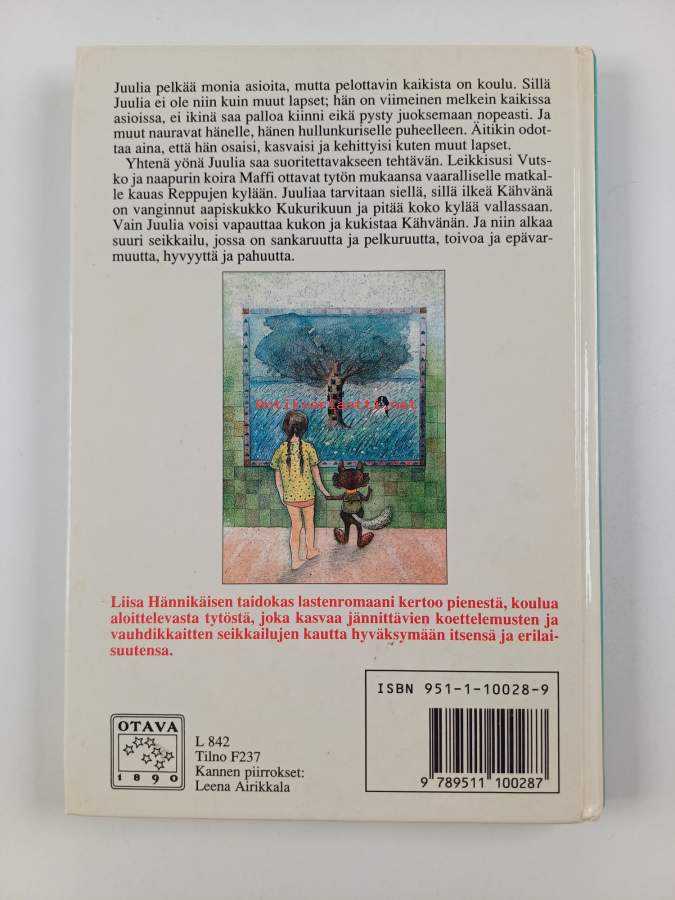 Juulia pelkää monia asioita, mutta pelottavin kaikista on koulu. Sillä
Juulia ei ole niin kuin muut lapset; hän on viimeinen melkein kaikissa
asioissa, ei ikinä saa palloa kiinni eikä pysty juoksemaan nopeasti. Ja
muut nauravat hänelle, hänen hullunkuriselle puheelleen. Äitikin odot-
taa aina, että hän osaisi, kasvaisi ja kehittyisi kuten muut lapset.
Yhtenä yönä Juulia saa suoritettavakseen tehtävän. Leikkisusi Vuts-
ko ja naapurin koira Maffi ottavat tytön mukaansa vaaralliselle matkal-
le kauas Reppujen kylään. Juuliaa tarvitaan siellä, sillä ilkeä Kähvänä
on vanginnut aapiskukko Kukurikuun ja pitää koko kylää vallassaan.
Vain Juulia voisi vapauttaa kukon ja kukistaa Kähvänän. Ja niin alkaa
suuri seikkailu, jossa on sankaruutta ja pelkuruutta, toivoa ja epävar-
muutta, hyvyyttä ja pahuutta.
Antikvariaatti.net
Liisa Hännikäisen taidokas lastenromaani kertoo pienestä, koulua
aloittelevasta tytöstä, joka kasvaa jännittävien koettelemusten ja
vauhdikkaitten seikkailujen kautta hyväksymään itsensä ja erilai-
suutensa.
ISBN 951-1-10028-9
9 789511 100287
OTAVA
1890
L 842
Tilno F237
Kannen piirrokset:
Leena Airikkala